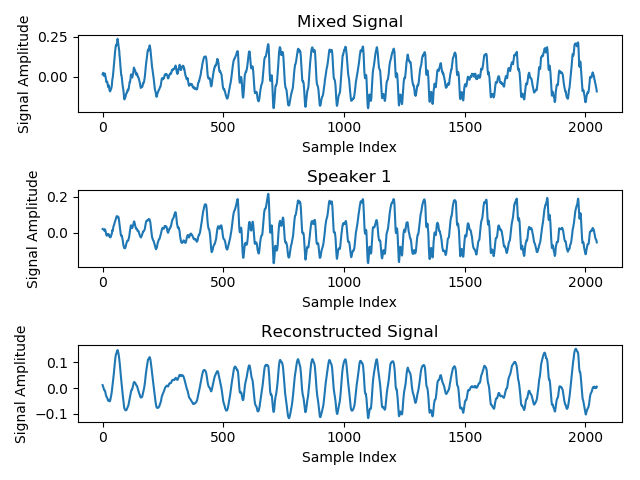 Mixed Signal
Signal Amplitude
0.25
0.00
0 500 1000 1500 2000
Sample Index
Speaker 1
Signal Amplitude
0.2
0.0
0 500 1000 1500 2000
Sample Index
Reconstructed Signal
Signal Amplitude
0.1
0.0
−0.1
0 500 1000 1500 2000
Sample Index